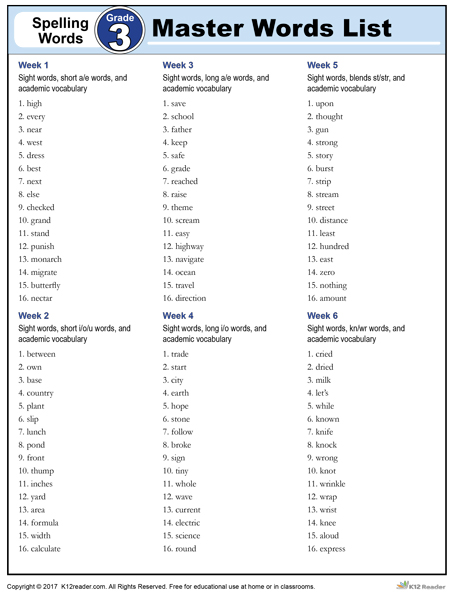 Spelling
Words
Grade
3
Master Words List
Week 1
Sight words, short a/e words, and
academic vocabulary
1. high
2. every
3. near
4. west
5. dress
6. best
7. next
8. else
9. checked
10. grand
11. stand
12. punish
13. monarch
14. migrate
15. butterfly
16. nectar
Week 2
Sight words, short i/o/u words, and
academic vocabulary
1. between
2. own
3. base
4. country
5. plant
6. slip
7. lunch
8. pond
9. front
10. thump
11. inches
12. yard
13. area
14. formula
15. width
16. calculate
Week 3
Sight words, long a/e words, and
academic vocabulary
1. save
2. school
3. father
4. keep
5. safe
6. grade
7. reached
8. raise
9. theme
10. scream
11. easy
12. highway
13. navigate
14. ocean
15. travel
16. direction
Week 4
Sight words, long i/o words, and
academic vocabulary
1. trade
2. start
3. city
4. earth
5. hope
6. stone
7. follow
8. broke
9. sign
10. tiny
11. whole
12. wave
13. current
14. electric
15. science
16. round
Week 5
Sight words, blends st/str, and
academic vocabulary
1. upon
2. thought
3. gun
4. strong
5. story
6. burst
7. strip
8. stream
9. street
10. distance
11. least
12. hundred
13. east
14. zero
15. nothing
16. amount
Week 6
Sight words, kn/wr words, and
academic vocabulary
1. cried
2. dried
3. milk
4. let's
5. while
6. known
7. knife
8. knock
9. wrong
10. knot
11. wrinkle
12. wrap
13. wrist
14. knee
15. aloud
16. express
Copyright © 2017 K12reader.com. All Rights Reserved. Free for educational use at home or in classrooms.
K12 Reader